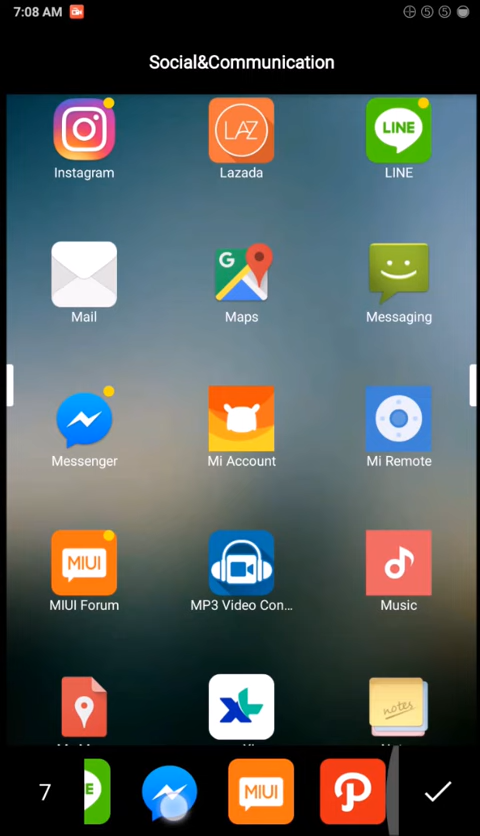 7:08 AM
Social&Communication
LAZ
LINE
Instagram
Lazada
LINE
G
Mail
Maps
Messaging
Messenger
Mi Account
Mi Remote
MIUI
MIUI Forum
MP3 Video Con...
Music
XL
notes
7
E
MIUI